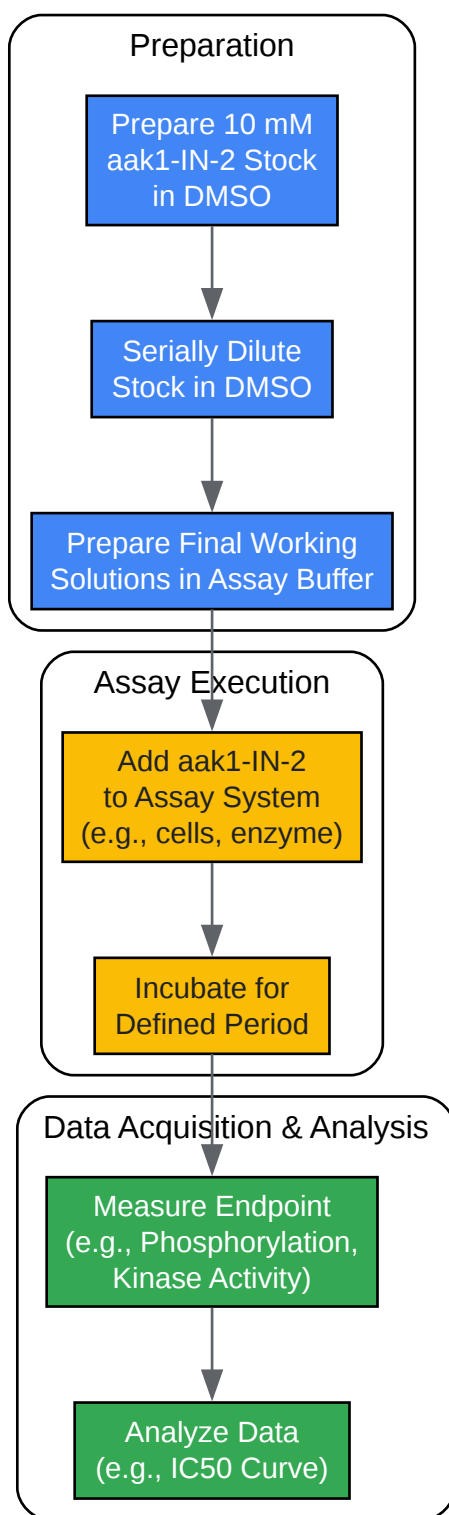 Preparation
Prepare 10 mM
aak1-IN-2 Stock
in DMSO
Serially Dilute
Stock in DMSO
Prepare Final Working
Solutions in Assay Buffer
Assay Execution
Add aak1-IN-2
to Assay System
(e.g., cells, enzyme)
Incubate for
Defined Period
Data Acquisition & Analysis
Measure Endpoint
(e.g., Phosphorylation,
Kinase Activity)
Analyze Data
(e.g., IC50 Curve)